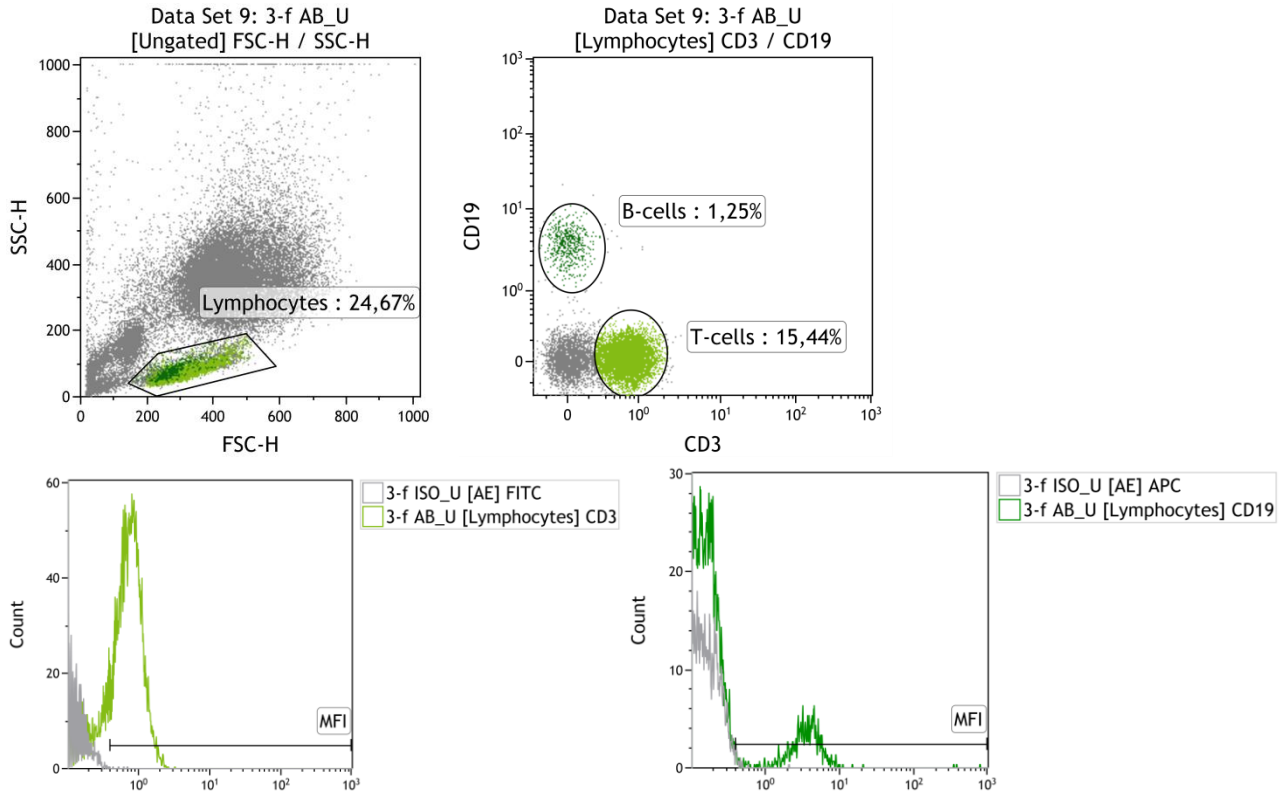 Data Set 9: 3-f AB_U
[Ungated] FSC-H / SSC-H
1000
800
600
400
200
0
SSC-H
Lymphocytes : 24,67%
0 200 400 600 800 1000
FSC-H
Data Set 9: 3-f AB_U
[Lymphocytes] CD3 / CD19
10³
10²
10¹
10⁰
0
CD19
B-cells : 1,25%
T-cells : 15,44%
0 10⁰ 10¹ 10² 10³
CD3
60
40
20
0
Count
MFI
10⁰ 10¹ 10² 10³
3-f ISO_U [AE] FITC
3-f AB_U [Lymphocytes] CD3
30
20
10
0
Count
MFI
10⁰ 10¹ 10² 10³
3-f ISO_U [AE] APC
3-f AB_U [Lymphocytes] CD19